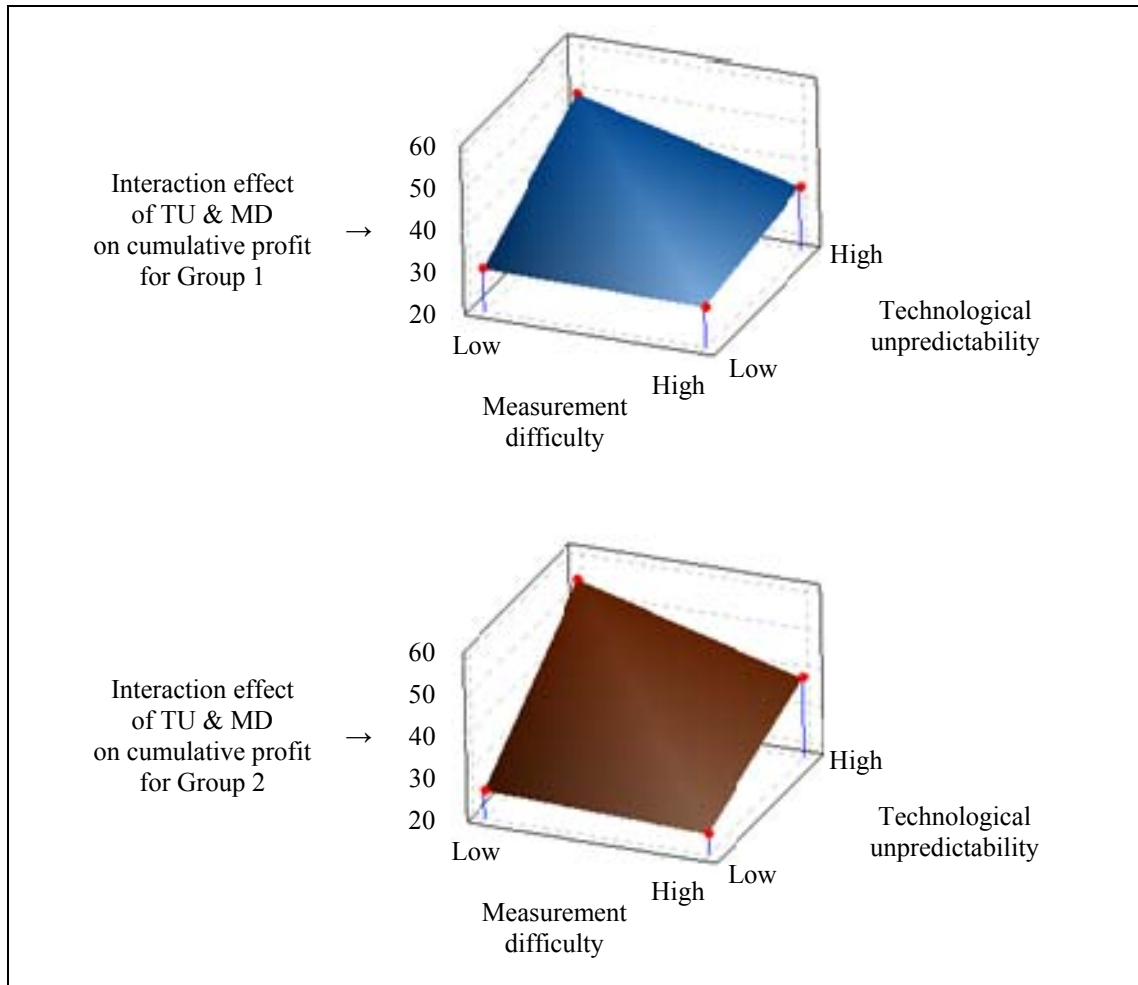 Interaction effect
of TU & MD
on cumulative profit →
for Group 1
60
50
40
30
20
Low
High
Measurement
difficulty
Low
High
Technological
unpredictability
Interaction effect
of TU & MD
on cumulative profit →
for Group 2
60
50
40
30
20
Low
High
Measurement
difficulty
Low
High
Technological
unpredictability